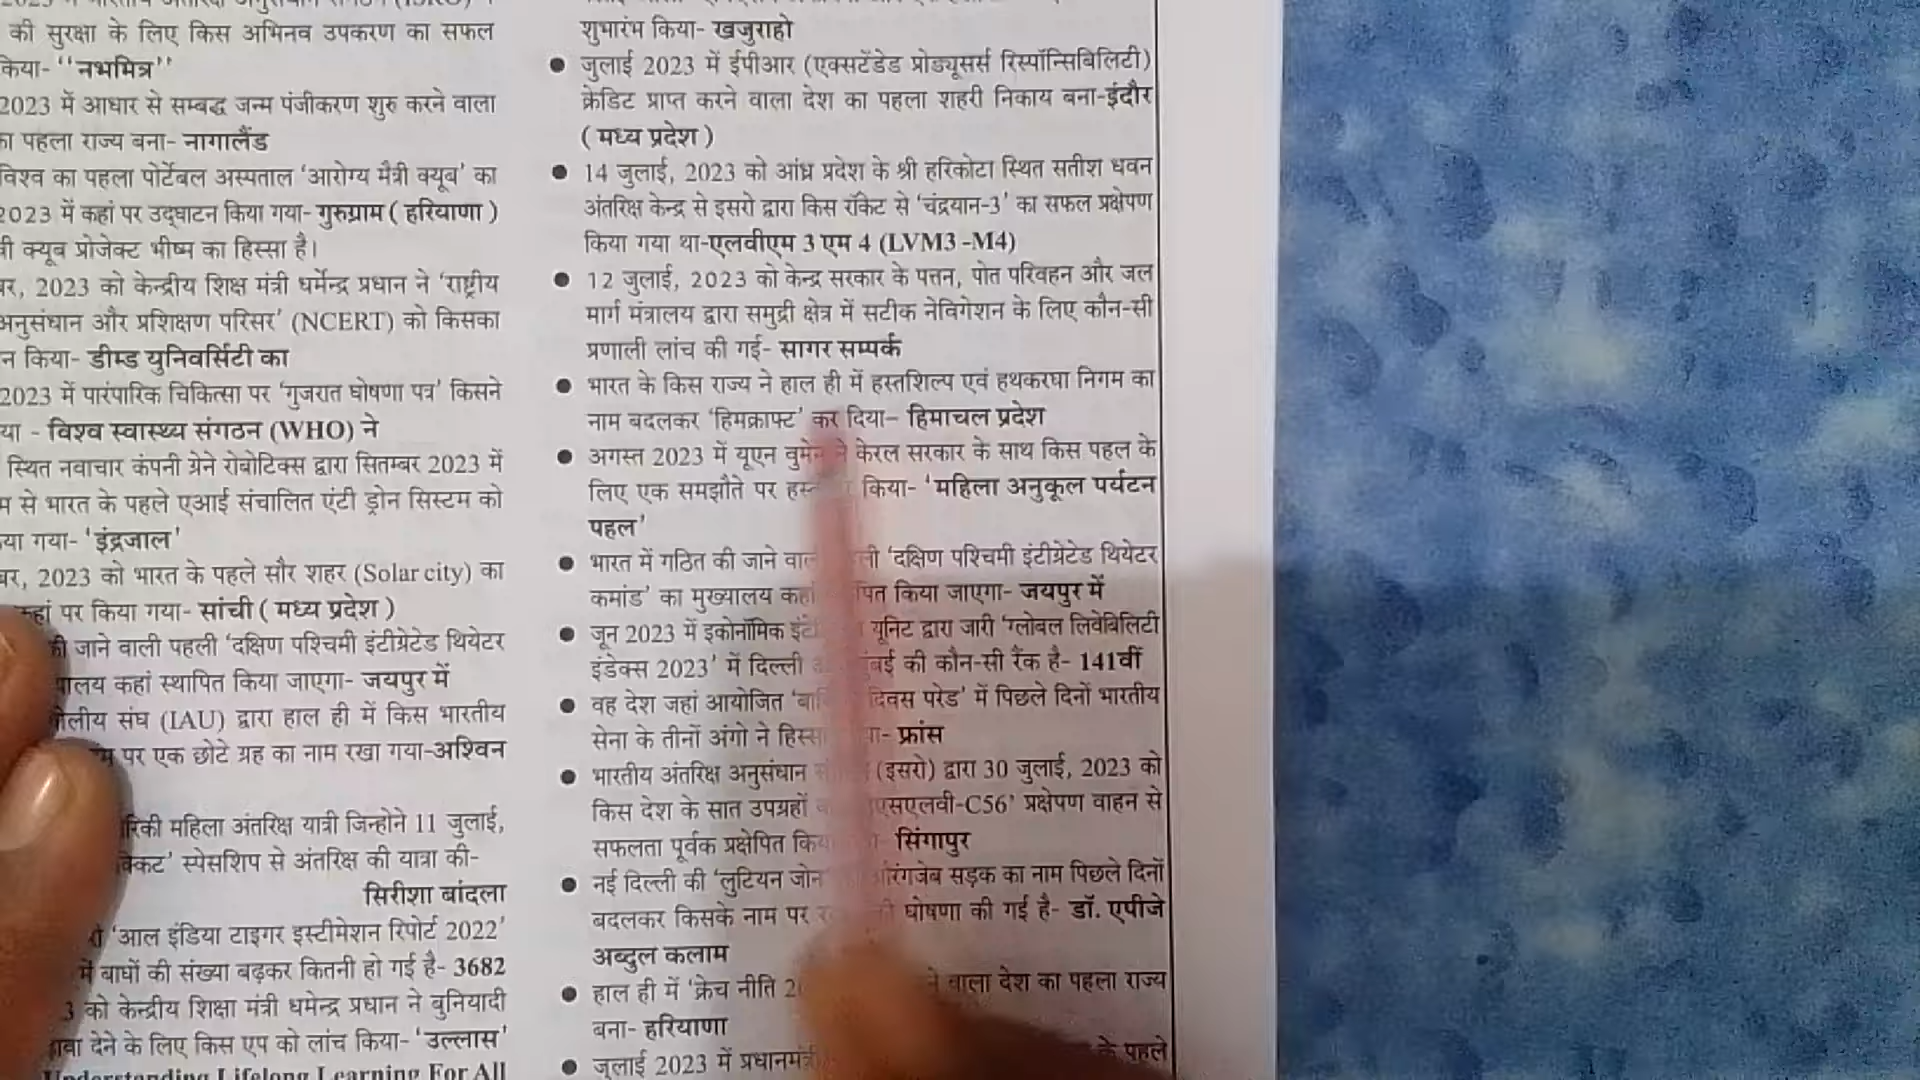 की सुरक्षा के लिए किस अभिनव उपकरण का सफल
किया- ''नभमित्र''
2023 में आधार से सम्बद्ध जन्म पंजीकरण शुरु करने वाला
का पहला राज्य बना- नागालैंड
विश्व का पहला पोर्टेबल अस्पताल 'आरोग्य मैत्री क्यूब' का
2023 में कहां पर उद्घाटन किया गया- गुरुग्राम ( हरियाणा )
क्यूब प्रोजेक्ट भीष्म का हिस्सा है।
2023 को केन्द्रीय शिक्ष मंत्री धर्मेन्द्र प्रधान ने 'राष्ट्रीय
अनुसंधान और प्रशिक्षण परिसर' (NCERT) को किसका
किया- डीम्ड युनिवर्सिटी का
2023 में पारंपारिक चिकित्सा पर 'गुजरात घोषणा पत्र' किसने
- विश्व स्वास्थ्य संगठन (WHO) ने
स्थित नवाचार कंपनी ग्रेने रोबोटिक्स द्वारा सितम्बर 2023 में
से भारत के पहले एआई संचालित एंटी ड्रोन सिस्टम को
गया- 'इंद्रजाल'
2023 को भारत के पहले सौर शहर (Solar city) का
कहां पर किया गया- सांची ( मध्य प्रदेश )
की जाने वाली पहली 'दक्षिण पश्चिमी इंटीग्रेटेड थियेटर
कहां स्थापित किया जाएगा- जयपुर में
संघ (IAU) द्वारा हाल ही में किस भारतीय
पर एक छोटे ग्रह का नाम रखा गया-अश्विन
महिला अंतरिक्ष यात्री जिन्होने 11 जुलाई,
स्पेसशिप से अंतरिक्ष की यात्रा की-
सिरीशा बांदला
'आल इंडिया टाइगर इस्टीमेशन रिपोर्ट 2022'
में बाघों की संख्या बढ़कर कितनी हो गई है- 3682
को केन्द्रीय शिक्षा मंत्री धमेन्द्र प्रधान ने बुनियादी
देने के लिए किस एप को लांच किया- 'उल्लास'
Understanding Lifelong Learning For All
शुभारंभ किया- खजुराहो
● जुलाई 2023 में ईपीआर (एक्सटेंडेड प्रोड्यूसर्स रिस्पॉन्सिबिलिटी)
क्रेडिट प्राप्त करने वाला देश का पहला शहरी निकाय बना-इंदौर
( मध्य प्रदेश )
● 14 जुलाई, 2023 को आंध्र प्रदेश के श्री हरिकोटा स्थित सतीश धवन
अंतरिक्ष केन्द्र से इसरो द्वारा किस रॉकेट से 'चंद्रयान-3' का सफल प्रक्षेपण
किया गया था-एलवीएम 3 एम 4 (LVM3 -M4)
● 12 जुलाई, 2023 को केन्द्र सरकार के पत्तन, पोत परिवहन और जल
मार्ग मंत्रालय द्वारा समुद्री क्षेत्र में सटीक नेविगेशन के लिए कौन-सी
प्रणाली लांच की गई- सागर सम्पर्क
● भारत के किस राज्य ने हाल ही में हस्तशिल्प एवं हथकरघा निगम का
नाम बदलकर 'हिमक्राफ्ट' कर दिया- हिमाचल प्रदेश
● अगस्त 2023 में यूएन वुमेन ने केरल सरकार के साथ किस पहल के
लिए एक समझौते पर किया- 'महिला अनुकूल पर्यटन
पहल'
● भारत में गठित की जाने 'दक्षिण पश्चिमी इंटीग्रेटेड थियेटर
कमांड' का मुख्यालय किया जाएगा- जयपुर में
● जून 2023 में इकोनॉमिक यूनिट द्वारा जारी 'ग्लोबल लिवेबिलिटी
इंडेक्स 2023' में दिल्ली की कौन-सी रैंक है- 141वीं
● वह देश जहां आयोजित दिवस परेड' में पिछले दिनों भारतीय
सेना के तीनों अंगो ने - फ्रांस
● भारतीय अंतरिक्ष अनुसंधान (इसरो) द्वारा 30 जुलाई, 2023 को
किस देश के सात उपग्रहों प्रक्षेपण वाहन से
सफलता पूर्वक प्रक्षेपित - सिंगापुर
● नई दिल्ली की 'लुटियन जोन' सड़क का नाम पिछले दिनों
बदलकर किसके नाम पर घोषणा की गई है- डॉ. एपीजे
अब्दुल कलाम
● हाल ही में 'क्रेच नीति वाला देश का पहला राज्य
बना- हरियाणा
● जुलाई 2023 में के पहले